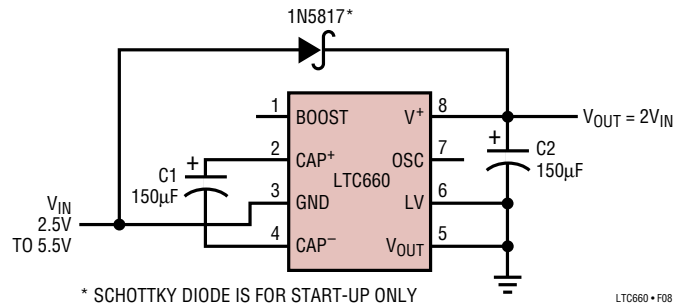 1N5817*
1 BOOST V+ 8
VOUT = 2VIN
2 CAP+ OSC 7
+ C1 150µF
+ C2 150µF
LTC660
3 GND LV 6
VIN
2.5V
TO 5.5V
4 CAP– VOUT 5
* SCHOTTKY DIODE IS FOR START-UP ONLY
LTC660 • F08